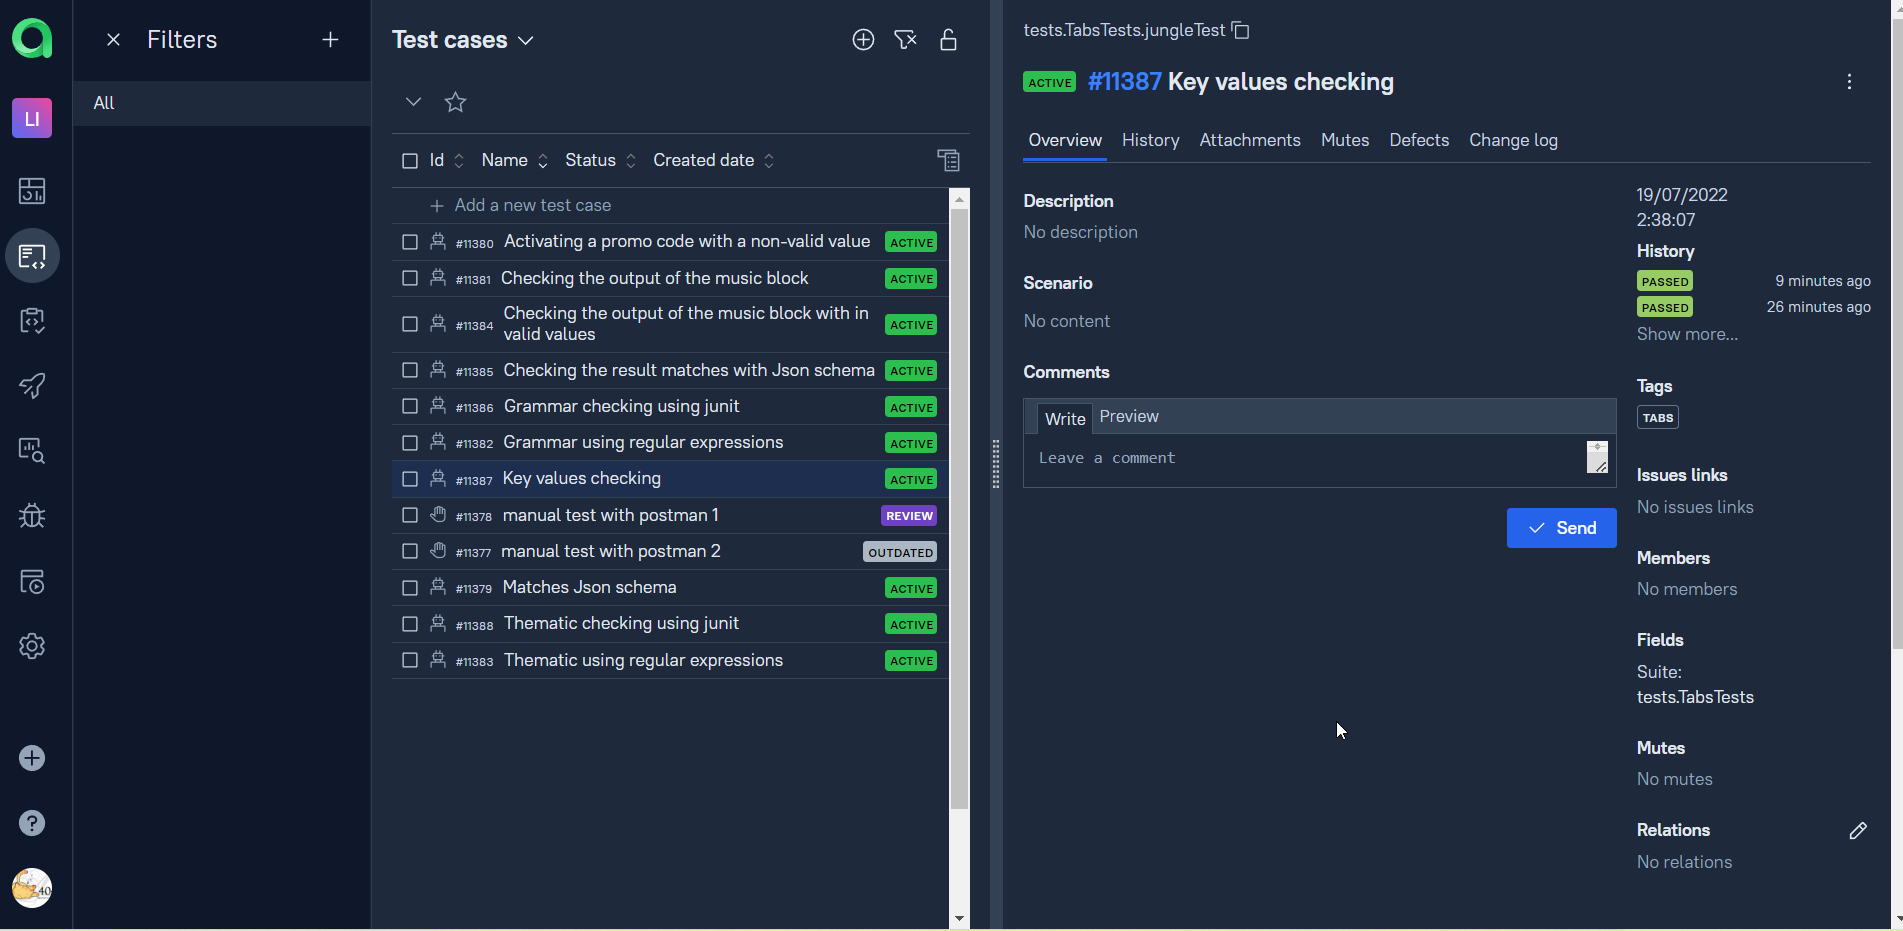 LI
Filters
All
Test cases
Id Name Status Created date
Add a new test case
#11380 Activating a promo code with a non-valid value ACTIVE
#11381 Checking the output of the music block ACTIVE
#11384 Checking the output of the music block with in
valid values ACTIVE
#11385 Checking the result matches with Json schema ACTIVE
#11386 Grammar checking using junit ACTIVE
#11382 Grammar using regular expressions ACTIVE
#11387 Key values checking ACTIVE
#11378 manual test with postman 1 REVIEW
#11377 manual test with postman 2 OUTDATED
#11379 Matches Json schema ACTIVE
#11388 Thematic checking using junit ACTIVE
#11383 Thematic using regular expressions ACTIVE
tests.TabsTests.jungleTest
ACTIVE #11387 Key values checking
Overview History Attachments Mutes Defects Change log
Description
No description
Scenario
No content
Comments
Write Preview
Leave a comment
Send
19/07/2022
2:38:07
History
PASSED 9 minutes ago
PASSED 26 minutes ago
Show more...
Tags
TABS
Issues links
No issues links
Members
No members
Fields
Suite:
tests.TabsTests
Mutes
No mutes
Relations
No relations
?
40